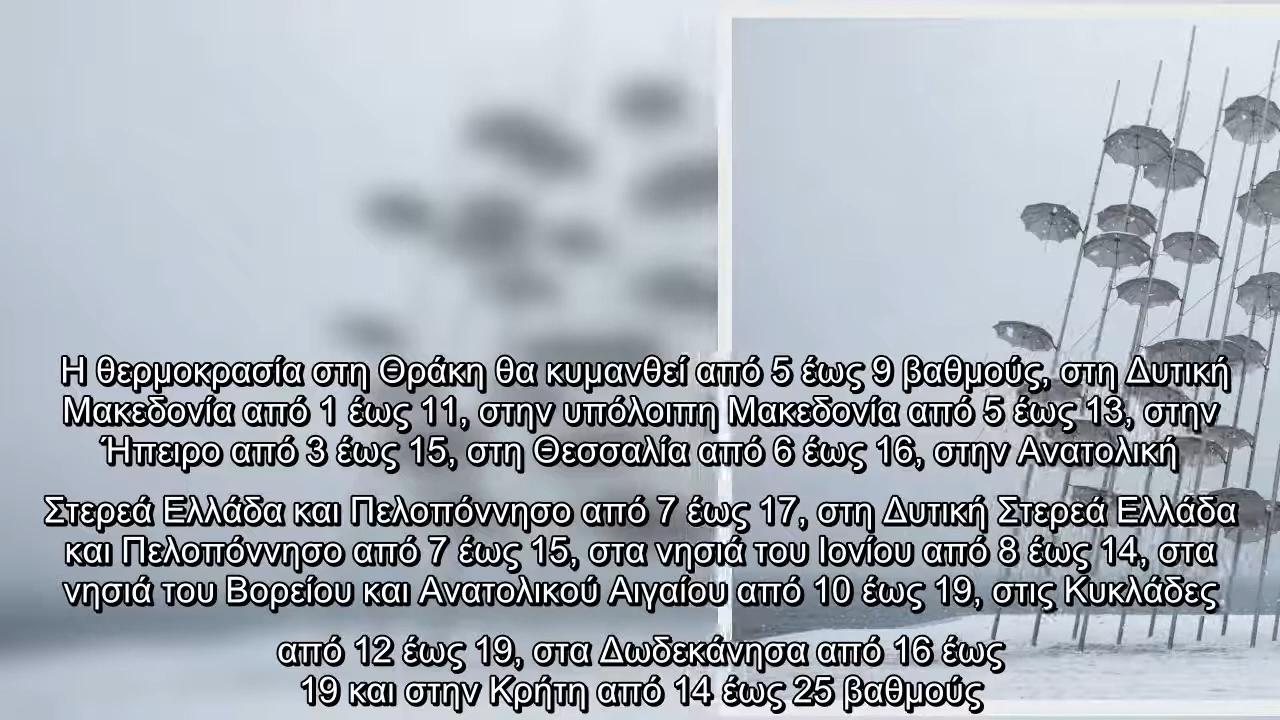 Η θερμοκρασία στη Θράκη θα κυμανθεί από 5 έως 9 βαθμούς, στη Δυτική
Μακεδονία από 1 έως 11, στην υπόλοιπη Μακεδονία από 5 έως 13, στην
Ήπειρο από 3 έως 15, στη Θεσσαλία από 6 έως 16, στην Ανατολική
Στερεά Ελλάδα και Πελοπόννησο από 7 έως 17, στη Δυτική Στερεά Ελλάδα
και Πελοπόννησο από 7 έως 15, στα νησιά του Ιονίου από 8 έως 14, στα
νησιά του Βορείου και Ανατολικού Αιγαίου από 10 έως 19, στις Κυκλάδες
από 12 έως 19, στα Δωδεκάνησα από 16 έως
19 και στην Κρήτη από 14 έως 25 βαθμούς